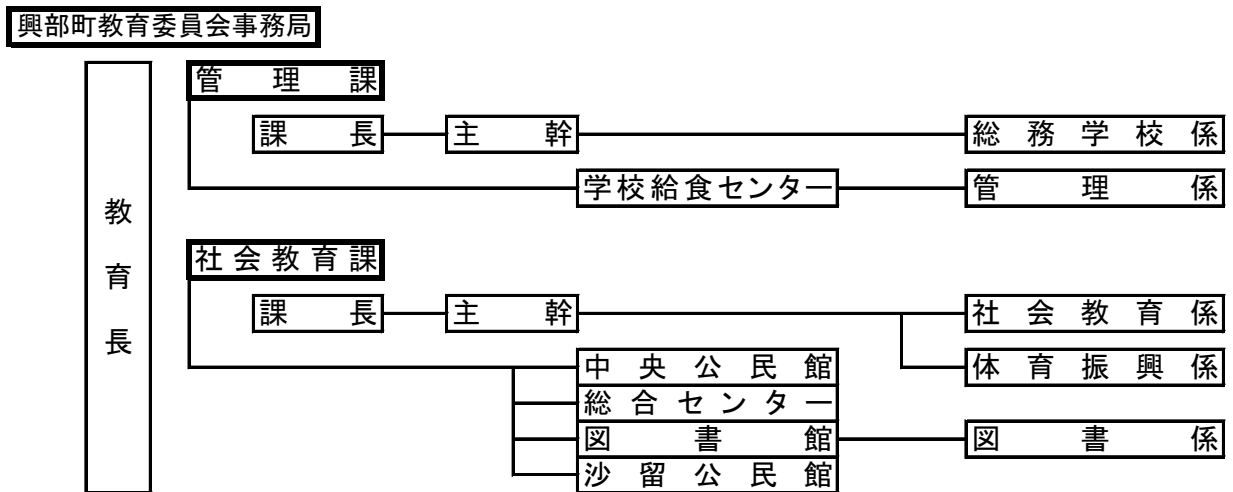 興部町教育委員会事務局
教育長
管理課
課長 主幹 総務学校係
学校給食センター 管理係
社会教育課
課長 主幹 社会教育係
体育振興係
中央公民館
総合センター
図書館 図書係
沙留公民館